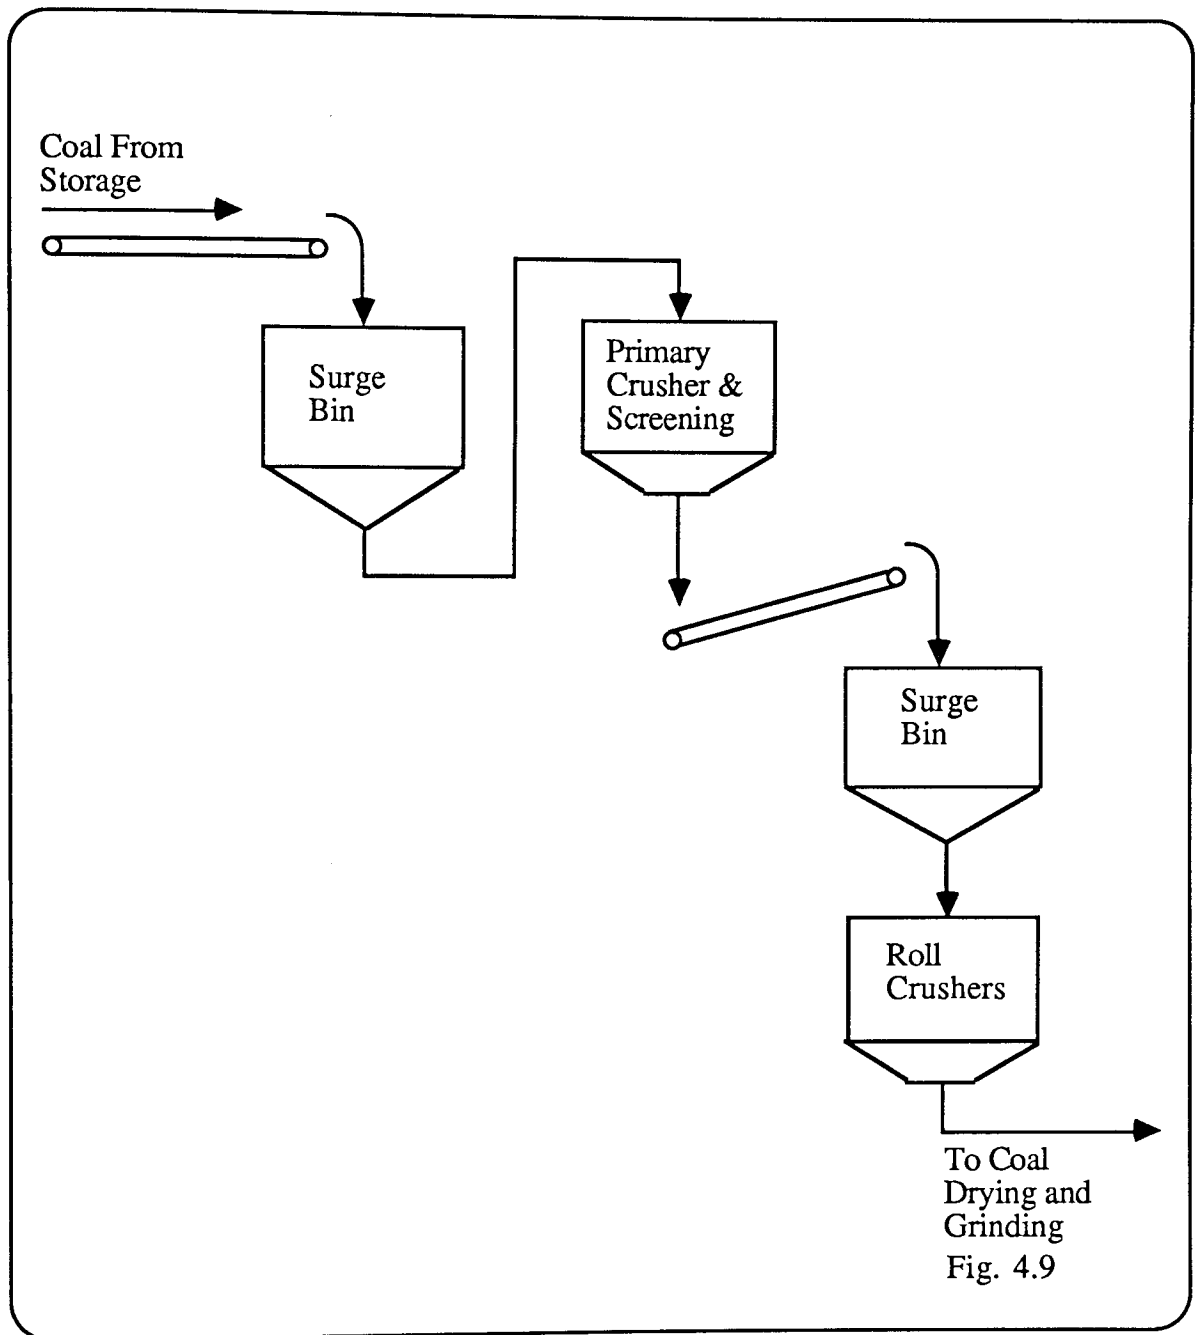 Coal From
Storage
Surge
Bin
Primary
Crusher &
Screening
Surge
Bin
Roll
Crushers
To Coal
Drying and
Grinding
Fig. 4.9